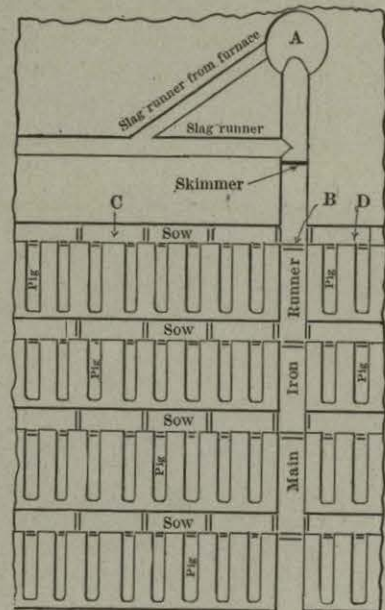 A
Slag runner from furnace
Slag runner
Skimmer
C
B
D
Sow
Pig
Pig
Runner
Sow
Pig
Pig
Iron
Sow
Pig
Main
Sow
Pig